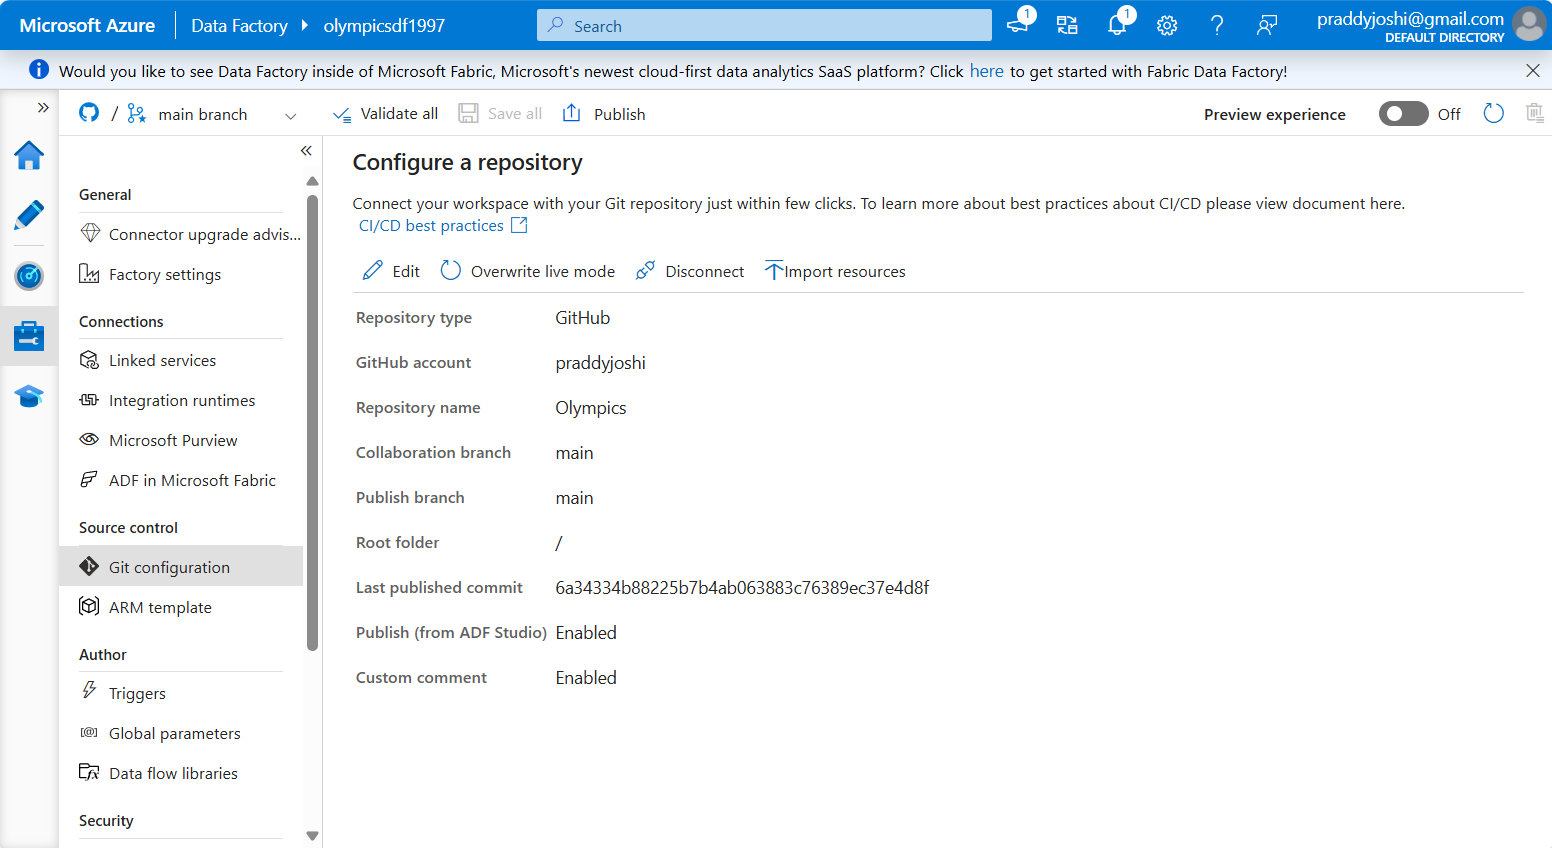 Microsoft Azure Data Factory olympicsdf1997 Search 1 1 praddyjoshi@gmail.com
DEFAULT DIRECTORY
Would you like to see Data Factory inside of Microsoft Fabric, Microsoft's newest cloud-first data analytics SaaS platform? Click here to get started with Fabric Data Factory!
/ main branch Validate all Save all Publish Preview experience Off
General
Connector upgrade advis...
Factory settings
Connections
Linked services
Integration runtimes
Microsoft Purview
ADF in Microsoft Fabric
Source control
Git configuration
ARM template
Author
Triggers
Global parameters
Data flow libraries
Security
Configure a repository
Connect your workspace with your Git repository just within few clicks. To learn more about best practices about CI/CD please view document here.
CI/CD best practices
Edit Overwrite live mode Disconnect Import resources
Repository type GitHub
GitHub account praddyjoshi
Repository name Olympics
Collaboration branch main
Publish branch main
Root folder /
Last published commit 6a34334b88225b7b4ab063883c76389ec37e4d8f
Publish (from ADF Studio) Enabled
Custom comment Enabled